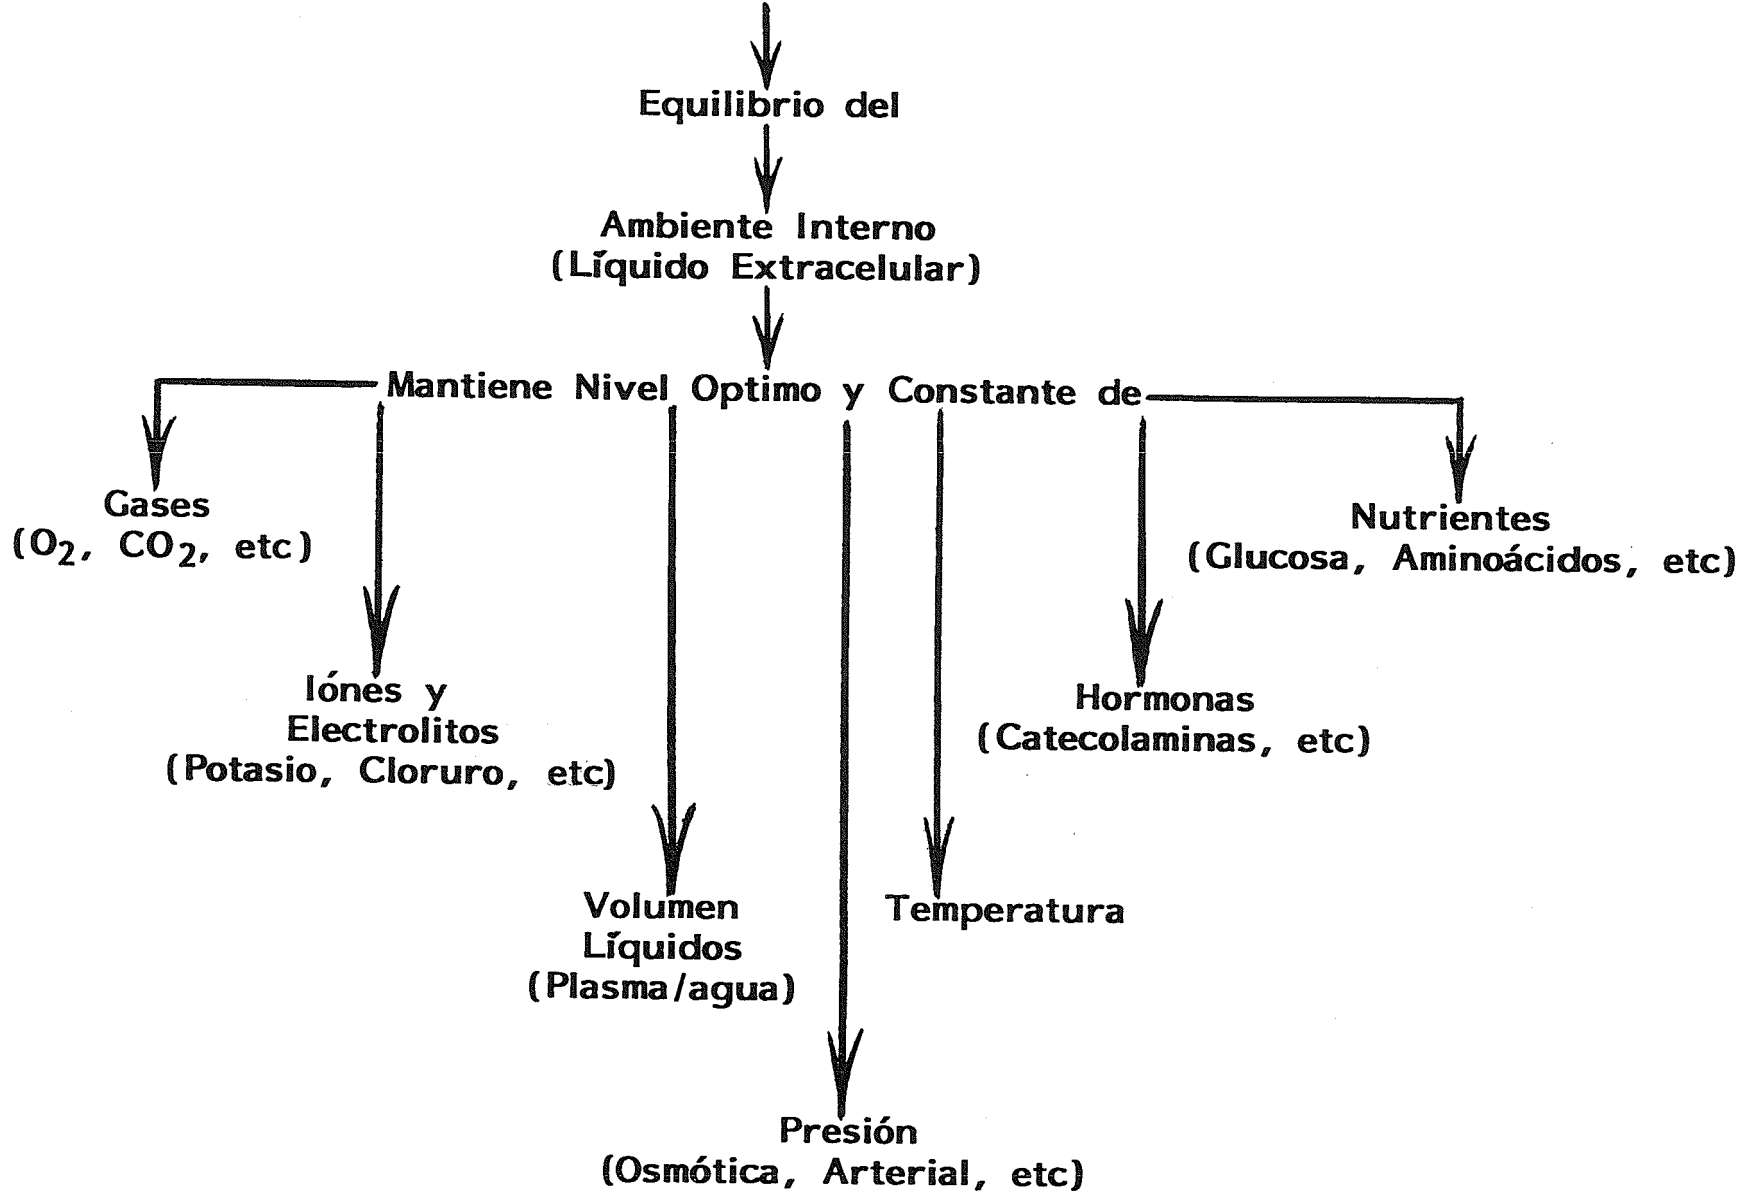 Equilibrio del
Ambiente Interno
(Líquido Extracelular)
Mantiene Nivel Optimo y Constante de
Gases
(O₂, CO₂, etc)
Nutrientes
(Glucosa, Aminoácidos, etc)
Iónes y
Electrolitos
(Potasio, Cloruro, etc)
Hormonas
(Catecolaminas, etc)
Volumen
Líquidos
(Plasma/agua)
Temperatura
Presión
(Osmótica, Arterial, etc)